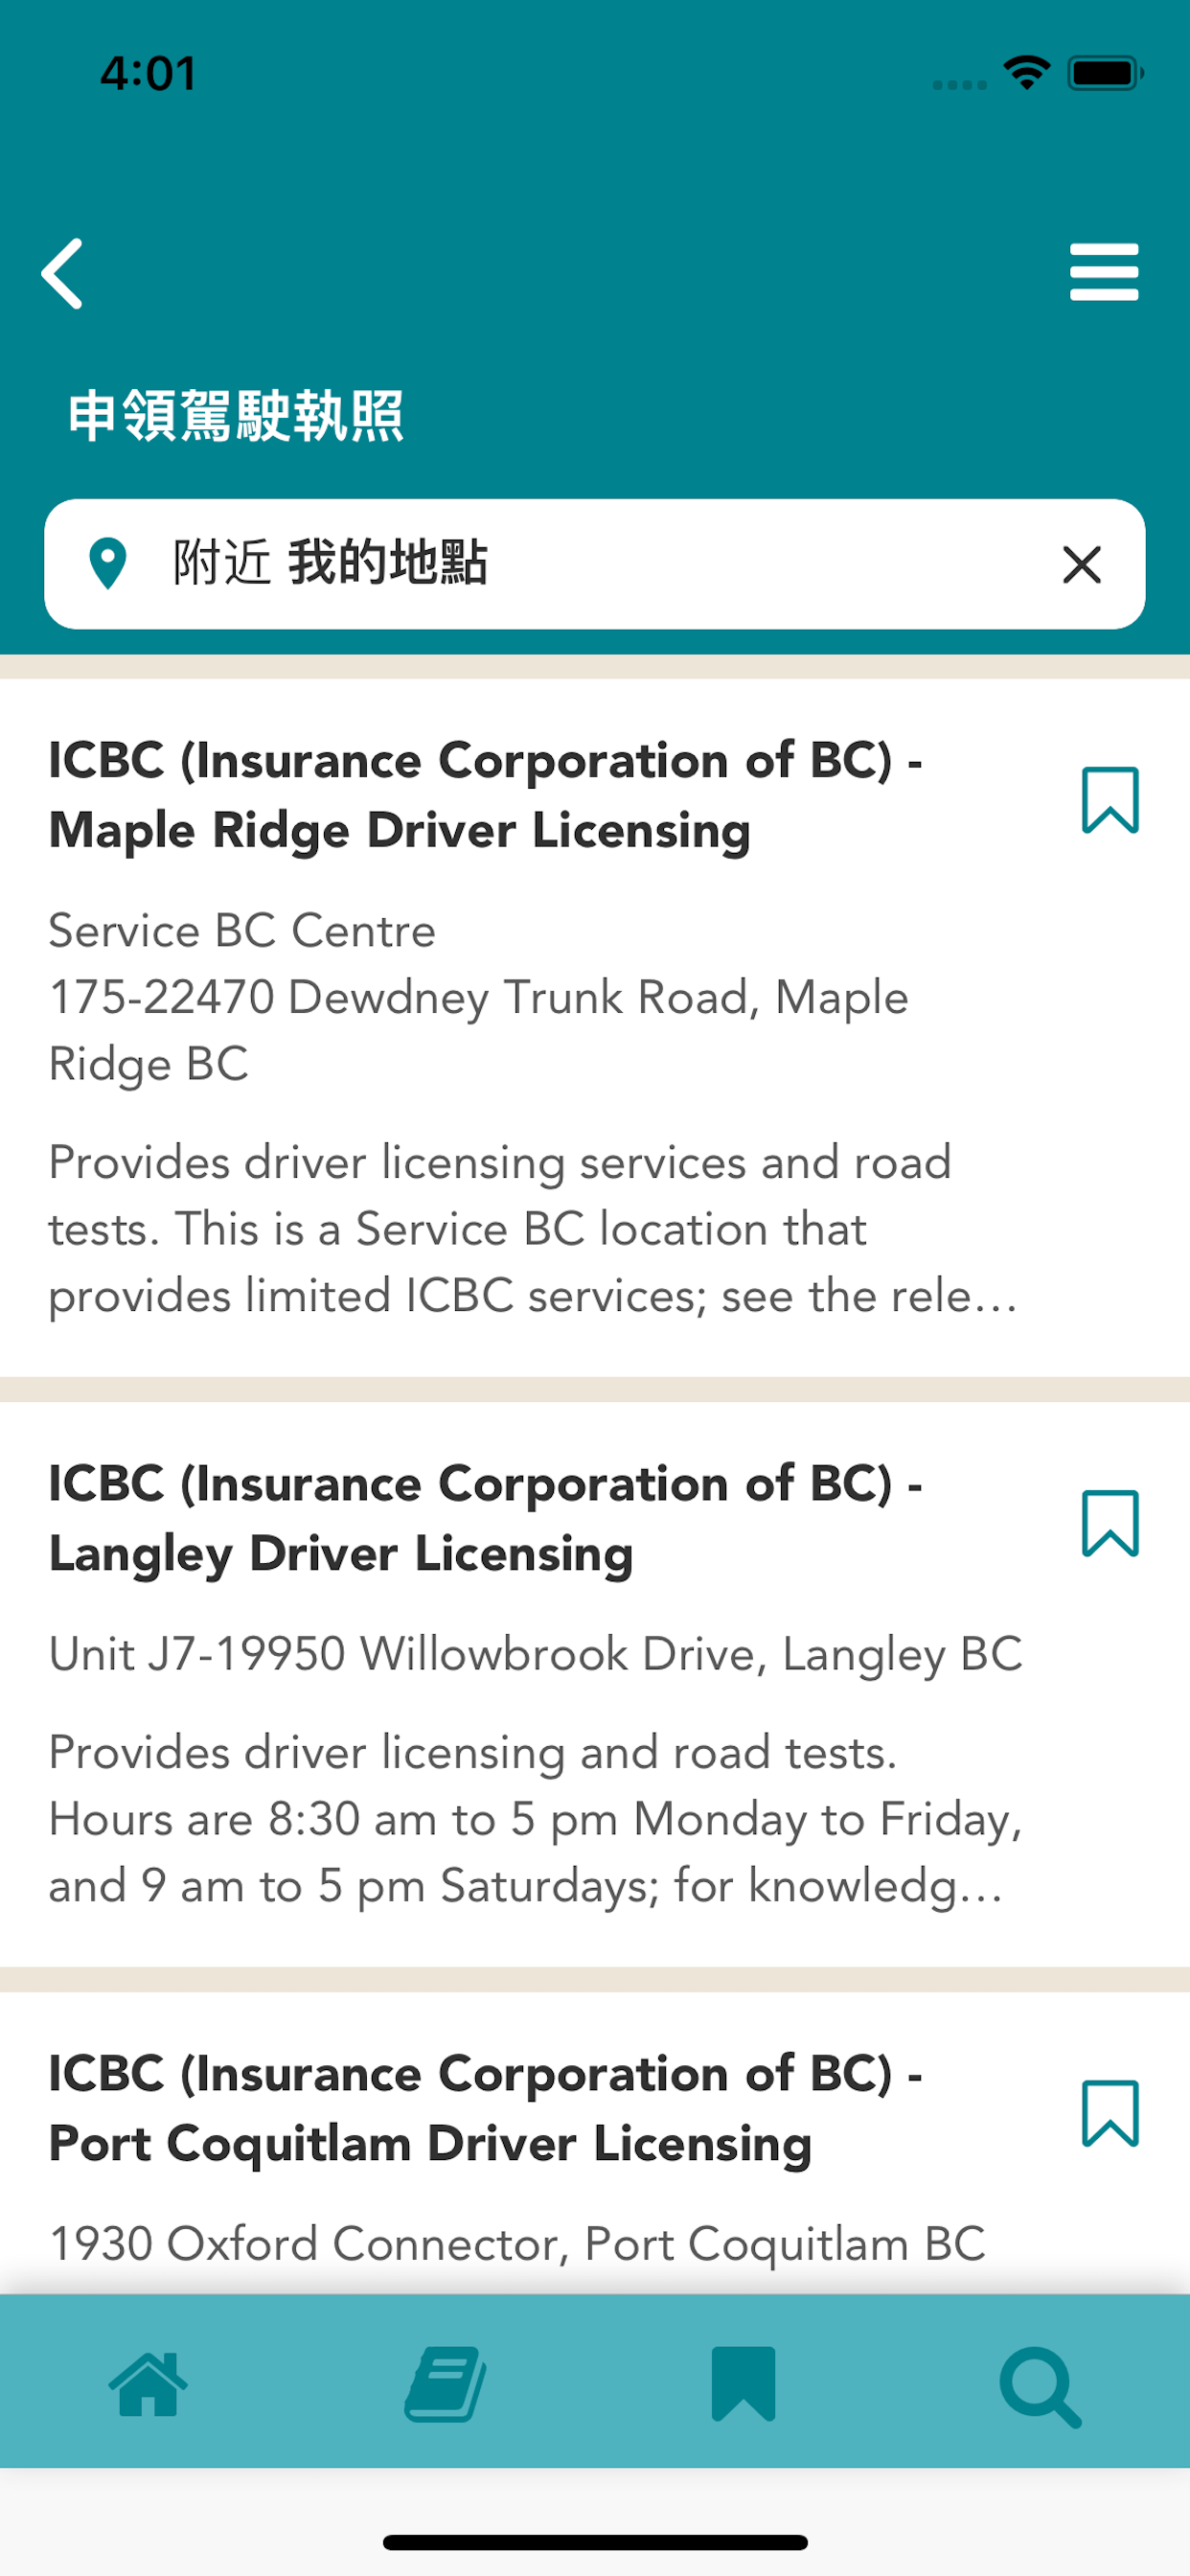 4:01
申領駕駛執照
附近 我的地點
ICBC (Insurance Corporation of BC) -
Maple Ridge Driver Licensing
Service BC Centre
175-22470 Dewdney Trunk Road, Maple
Ridge BC
Provides driver licensing services and road
tests. This is a Service BC location that
provides limited ICBC services; see the rele…
ICBC (Insurance Corporation of BC) -
Langley Driver Licensing
Unit J7-19950 Willowbrook Drive, Langley BC
Provides driver licensing and road tests.
Hours are 8:30 am to 5 pm Monday to Friday,
and 9 am to 5 pm Saturdays; for knowledg…
ICBC (Insurance Corporation of BC) -
Port Coquitlam Driver Licensing
1930 Oxford Connector, Port Coquitlam BC